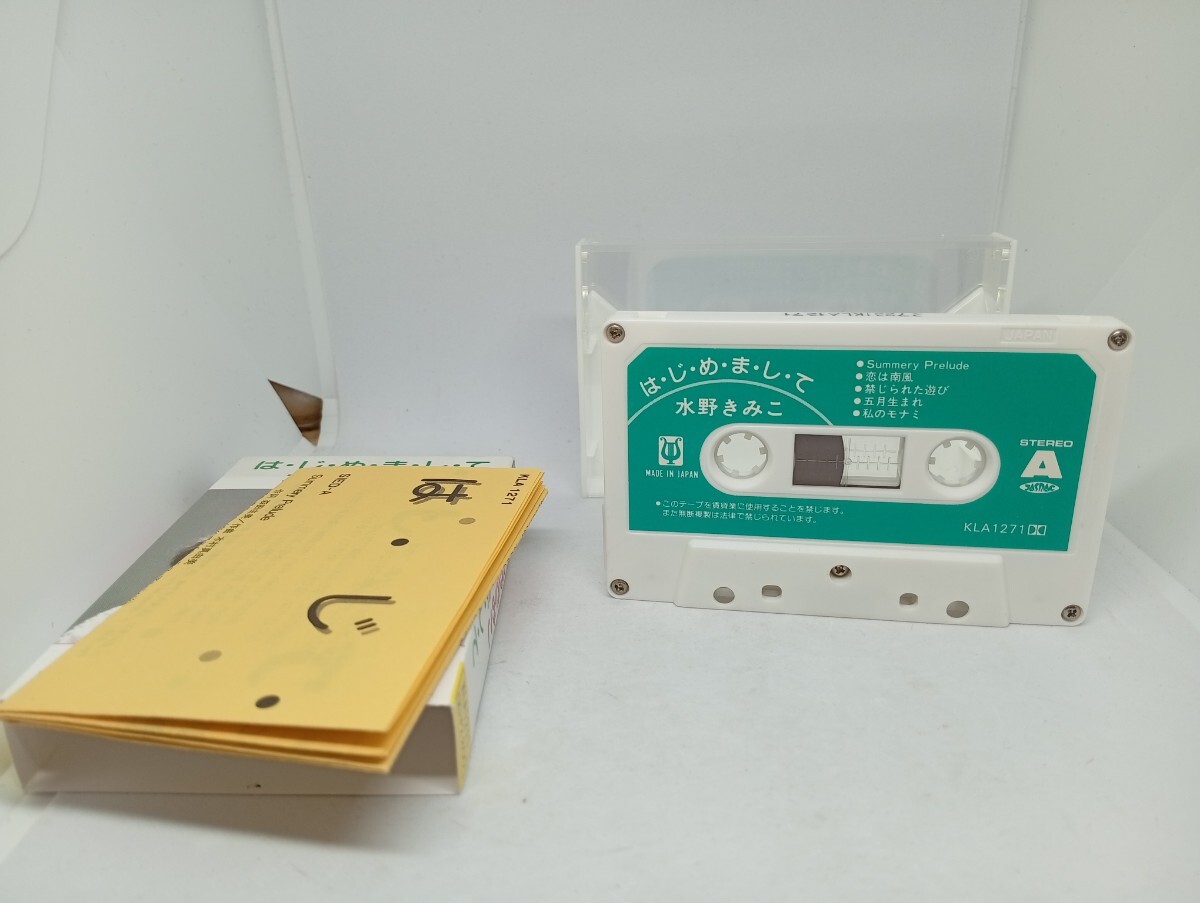 は・じ・め・ま・し・て
KLA 1271
は
じ
SIED-A
Summery Prelude
KLA1271
JAPAN
は・じ・め・ま・し・て
水野きみこ
●Summery Prelude
●恋は南風
●禁じられた遊び
●五月生まれ
●私のモナミ
MADE IN JAPAN
STEREO
A
●このテープを賃貸業に使用することを禁じます。
また無断複製は法律で禁じられています。
KLA1271